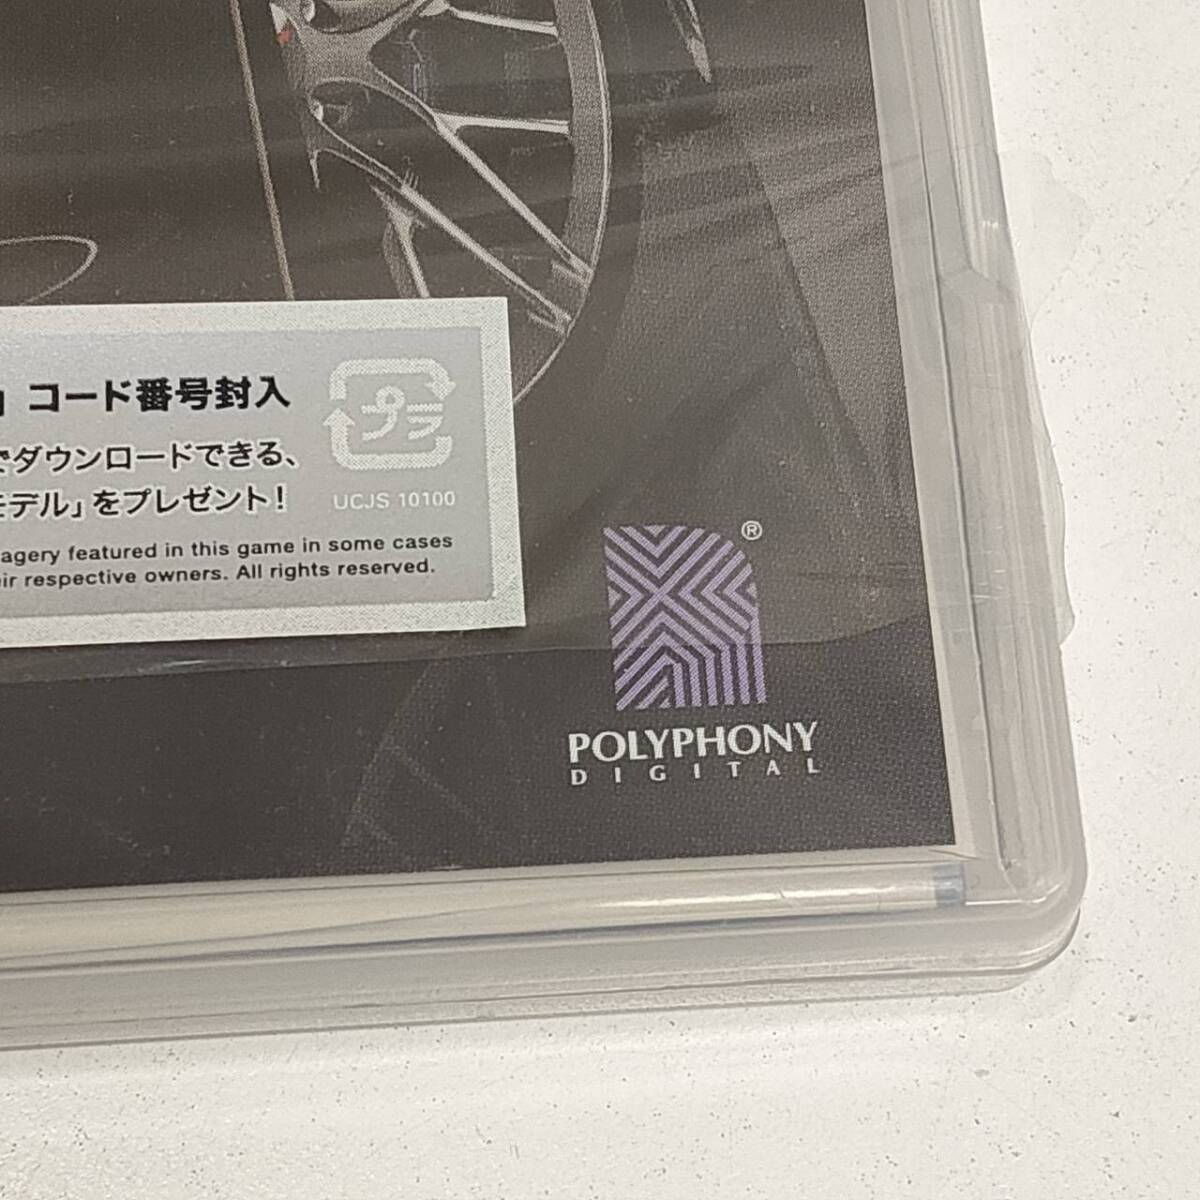 」 コード番号封入
でダウンロードできる、
モデル」をプレゼント!
プラ
UCJS 10100
agery featured in this game in some cases
eir respective owners. All rights reserved.
®
POLYPHONY
DIGITAL